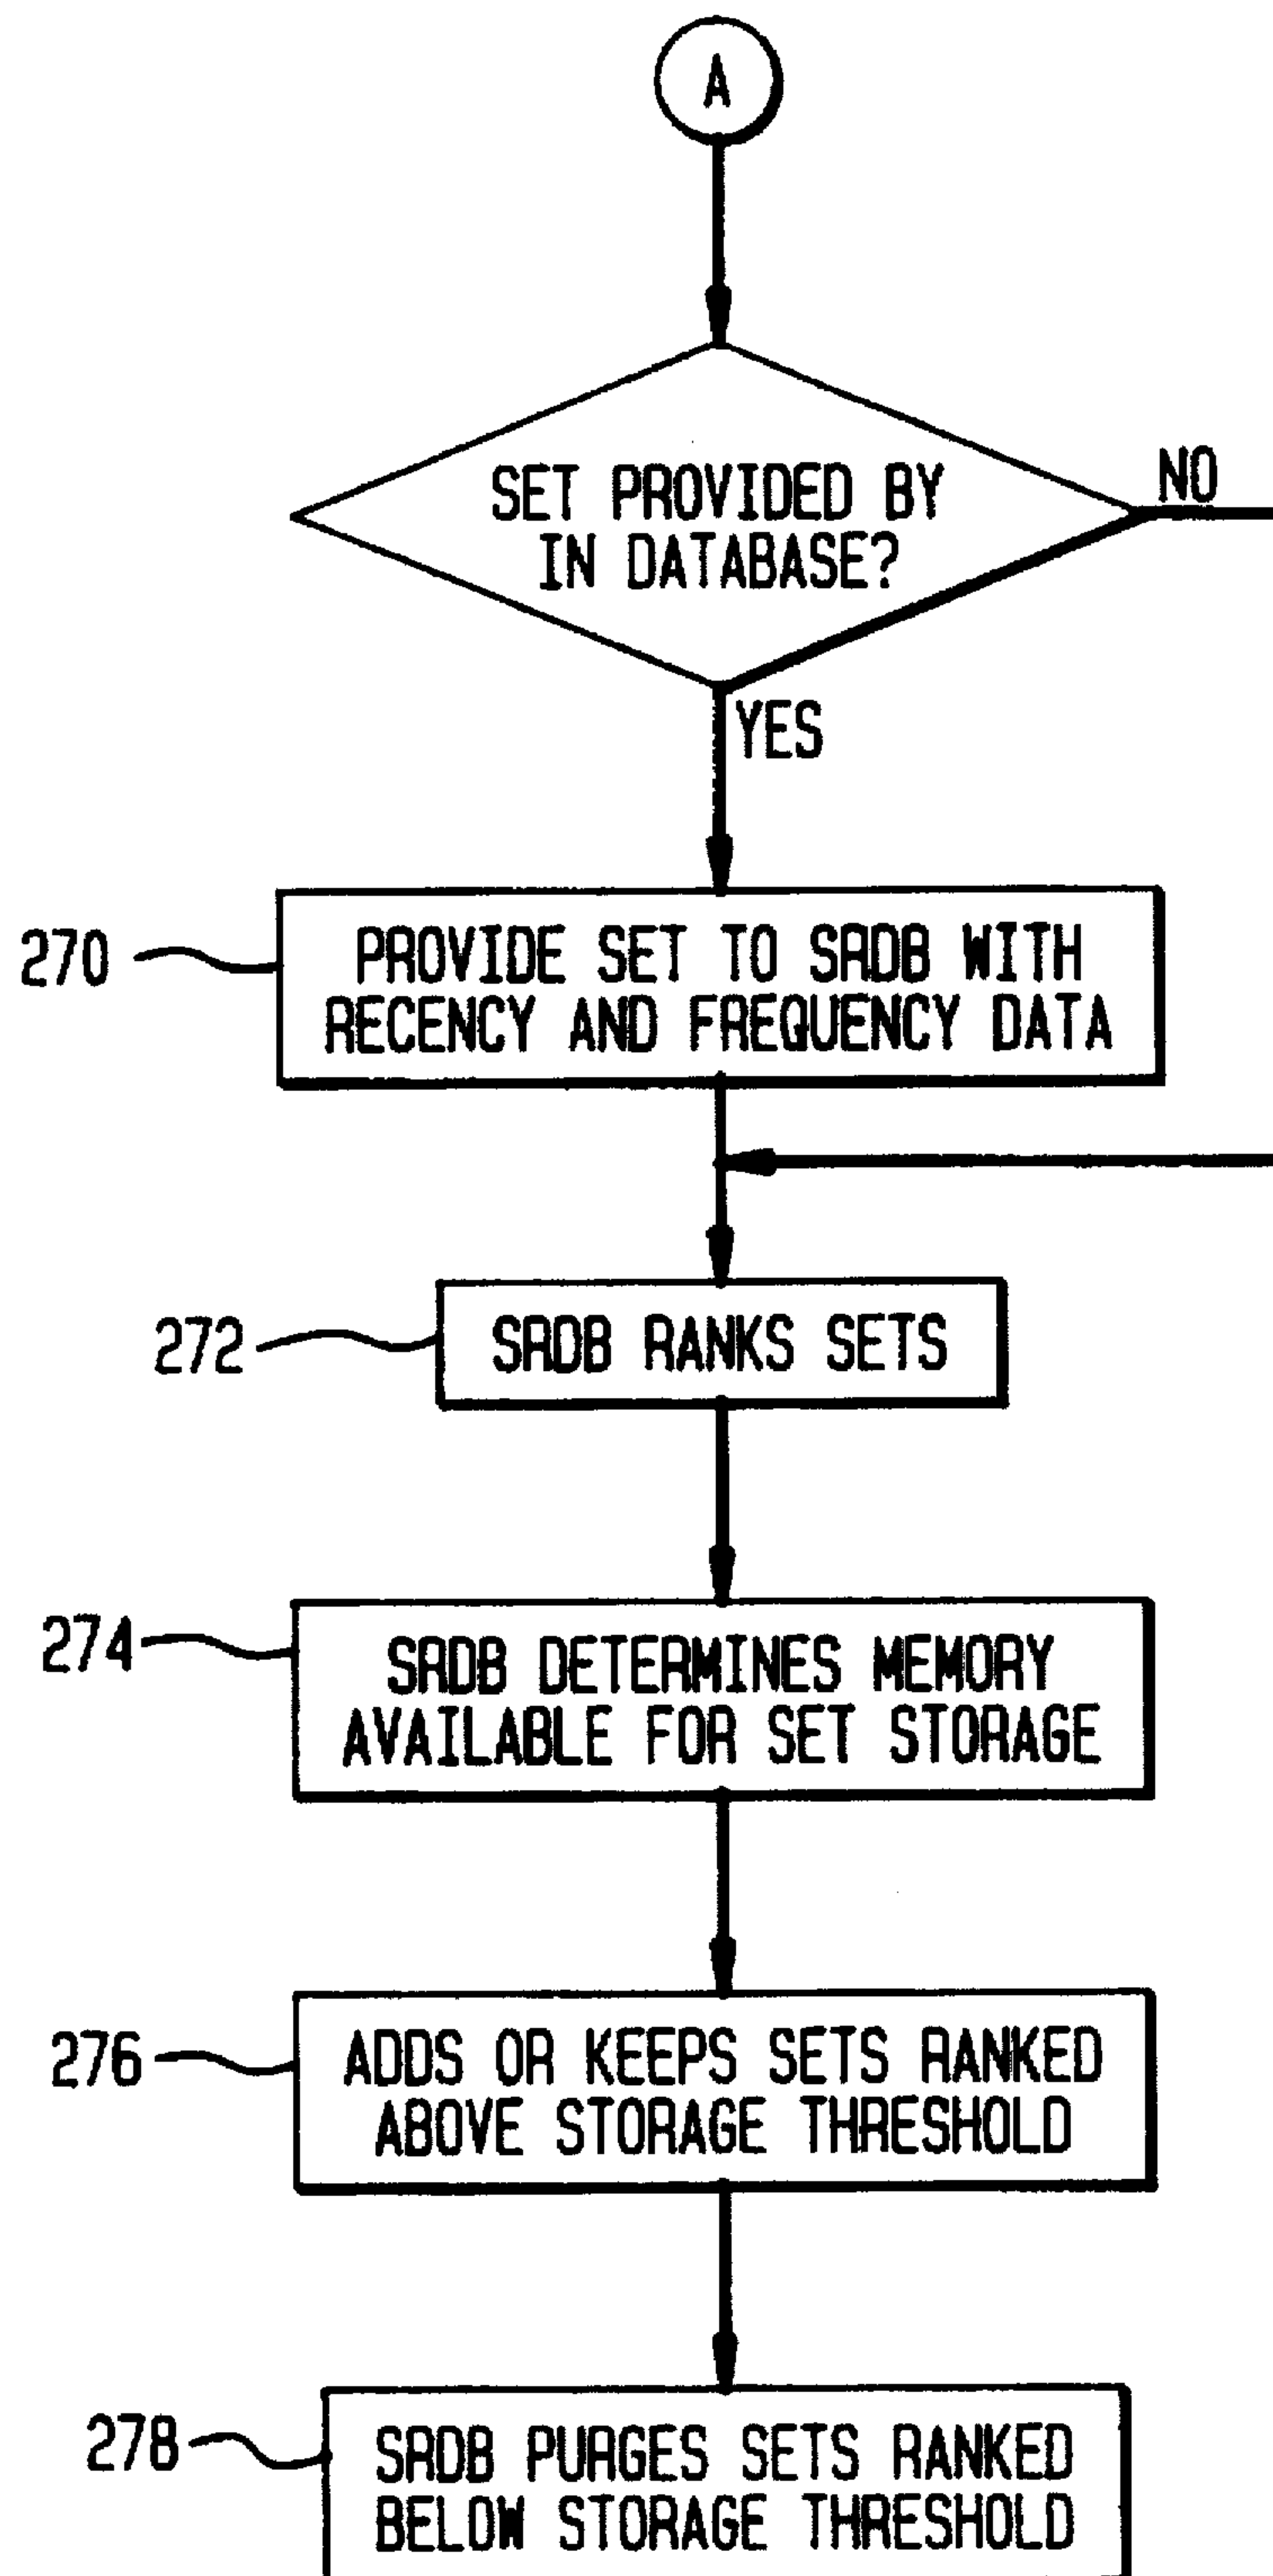 A
SET PROVIDED BY
IN DATABASE?
NO
YES
270
PROVIDE SET TO SRDB WITH
RECENCY AND FREQUENCY DATA
272
SRDB RANKS SETS
274
SRDB DETERMINES MEMORY
AVAILABLE FOR SET STORAGE
276
ADDS OR KEEPS SETS RANKED
ABOVE STORAGE THRESHOLD
278
SRDB PURGES SETS RANKED
BELOW STORAGE THRESHOLD